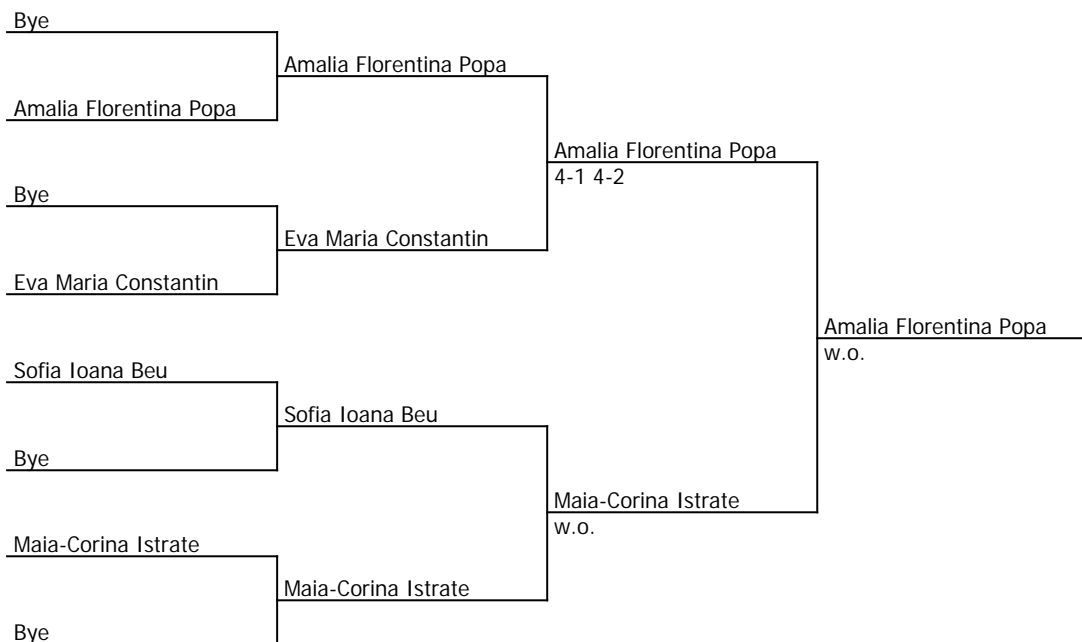 Bye
Amalia Florentina Popa
Amalia Florentina Popa
Amalia Florentina Popa
4-1 4-2
Bye
Eva Maria Constantin
Eva Maria Constantin
Amalia Florentina Popa
w.o.
Sofia Ioana Beu
Sofia Ioana Beu
Bye
Maia-Corina Istrate
w.o.
Maia-Corina Istrate
Maia-Corina Istrate
Bye